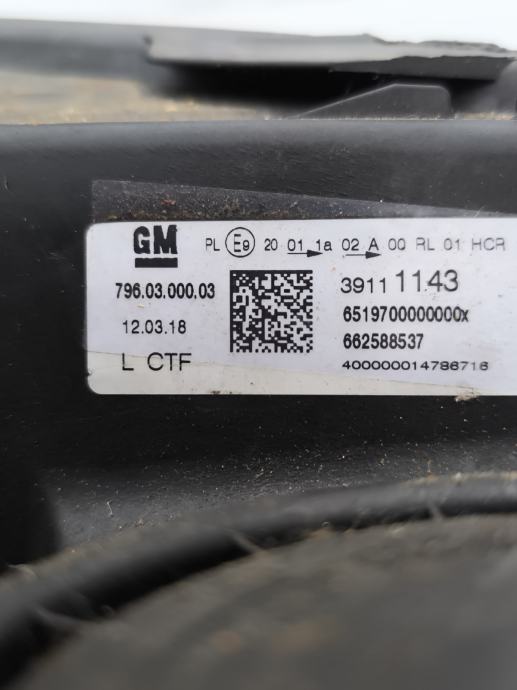 GM PL E9 20 01 1a 02 A 00 RL 01 HCR
796.03.000.03 39111143
12.03.18 6519700000000x
662588537
L CTF 400000014786716